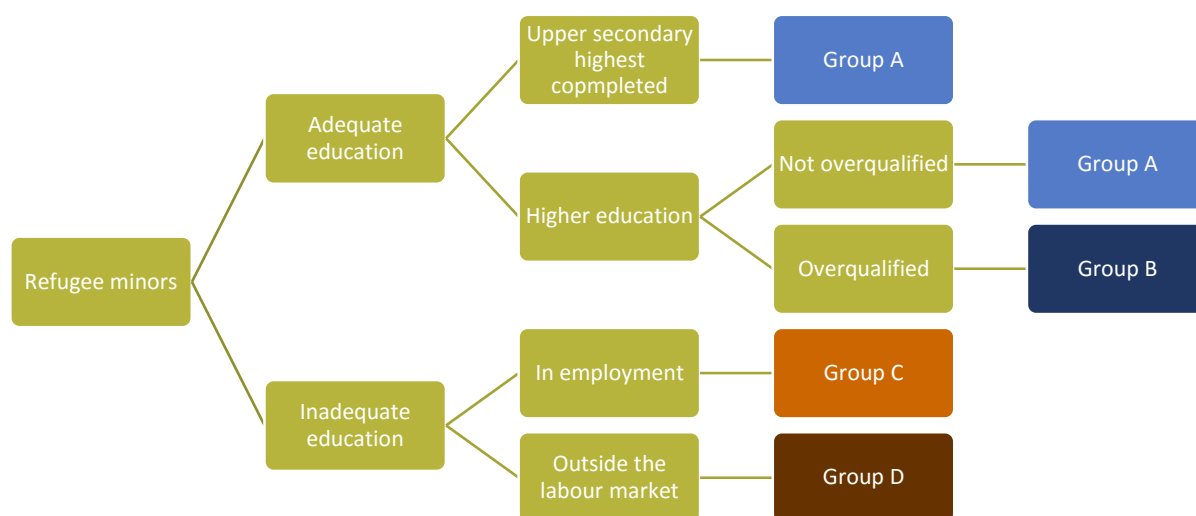 Upper secondary
highest
copmpleted
Group A
Adequate
education
Not overqualified
Group A
Higher education
Refugee minors
Overqualified
Group B
In employment
Group C
Inadequate
education
Outside the
labour market
Group D